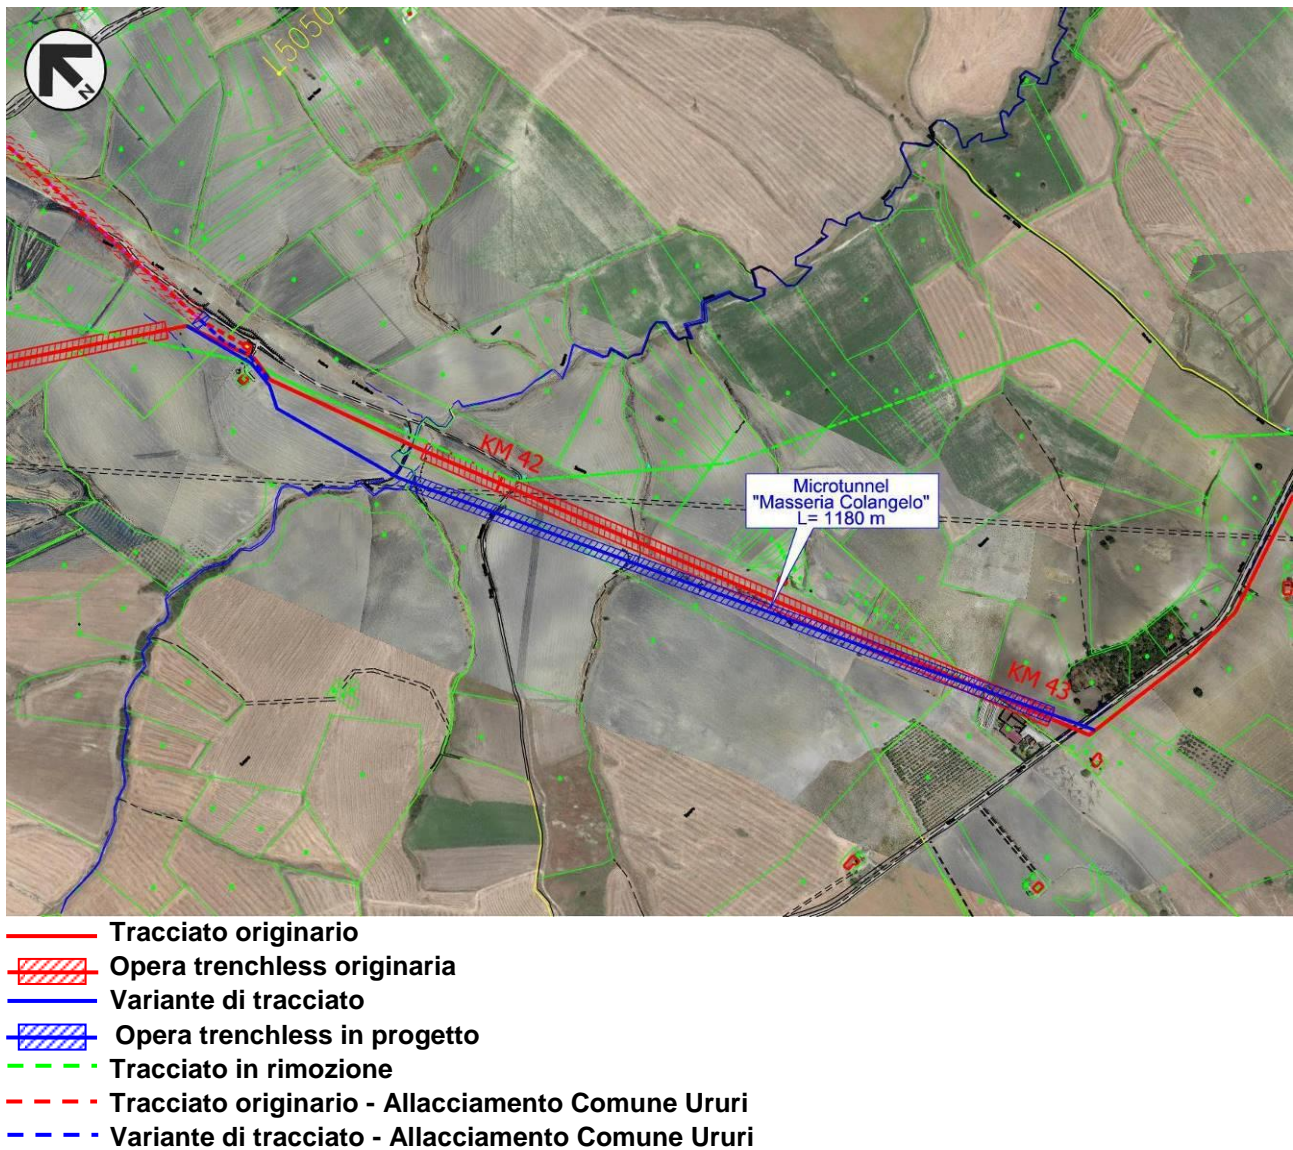 N
L50502
KM 42
Microtunnel
"Masseria Colangelo"
L= 1180 m
KM 43
Tracciato originario
Opera trenchless originaria
Variante di tracciato
Opera trenchless in progetto
Tracciato in rimozione
Tracciato originario - Allacciamento Comune Ururi
Variante di tracciato - Allacciamento Comune Ururi